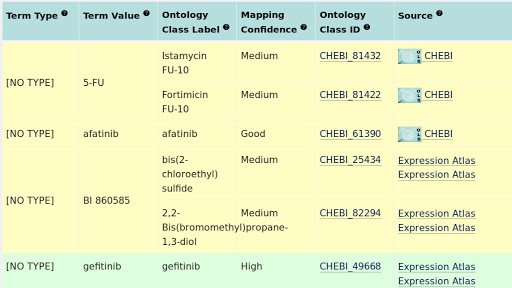 Term Type ? Term Value ? Ontology Class Label ? Mapping Confidence ? Ontology Class ID ? Source ?
[NO TYPE] 5-FU Istamycin FU-10 Medium CHEBI_81432 CHEBI
Fortimicin FU-10 Medium CHEBI_81422 CHEBI
[NO TYPE] afatinib afatinib Good CHEBI_61390 CHEBI
[NO TYPE] BI 860585 bis(2-chloroethyl) sulfide Medium CHEBI_25434 Expression Atlas Expression Atlas
2,2-Bis(bromomethyl)propane-1,3-diol Medium CHEBI_82294 Expression Atlas Expression Atlas
[NO TYPE] gefitinib gefitinib High CHEBI_49668 Expression Atlas Expression Atlas